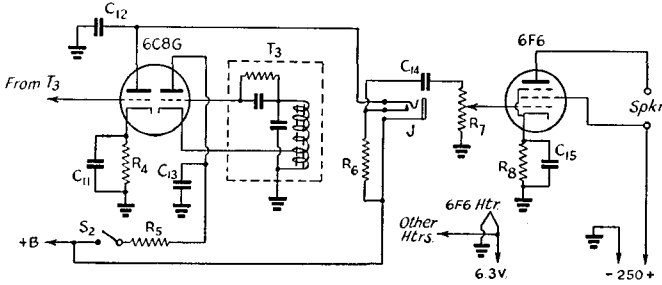 C12
6C8G
T3
From T3
C11
R4
C13
C14
J
R6
R7
6F6
Spkr
R8
C15
S2
R5
+B
6F6 Htr.
Other
Htrs.
6.3V.
- 250 +